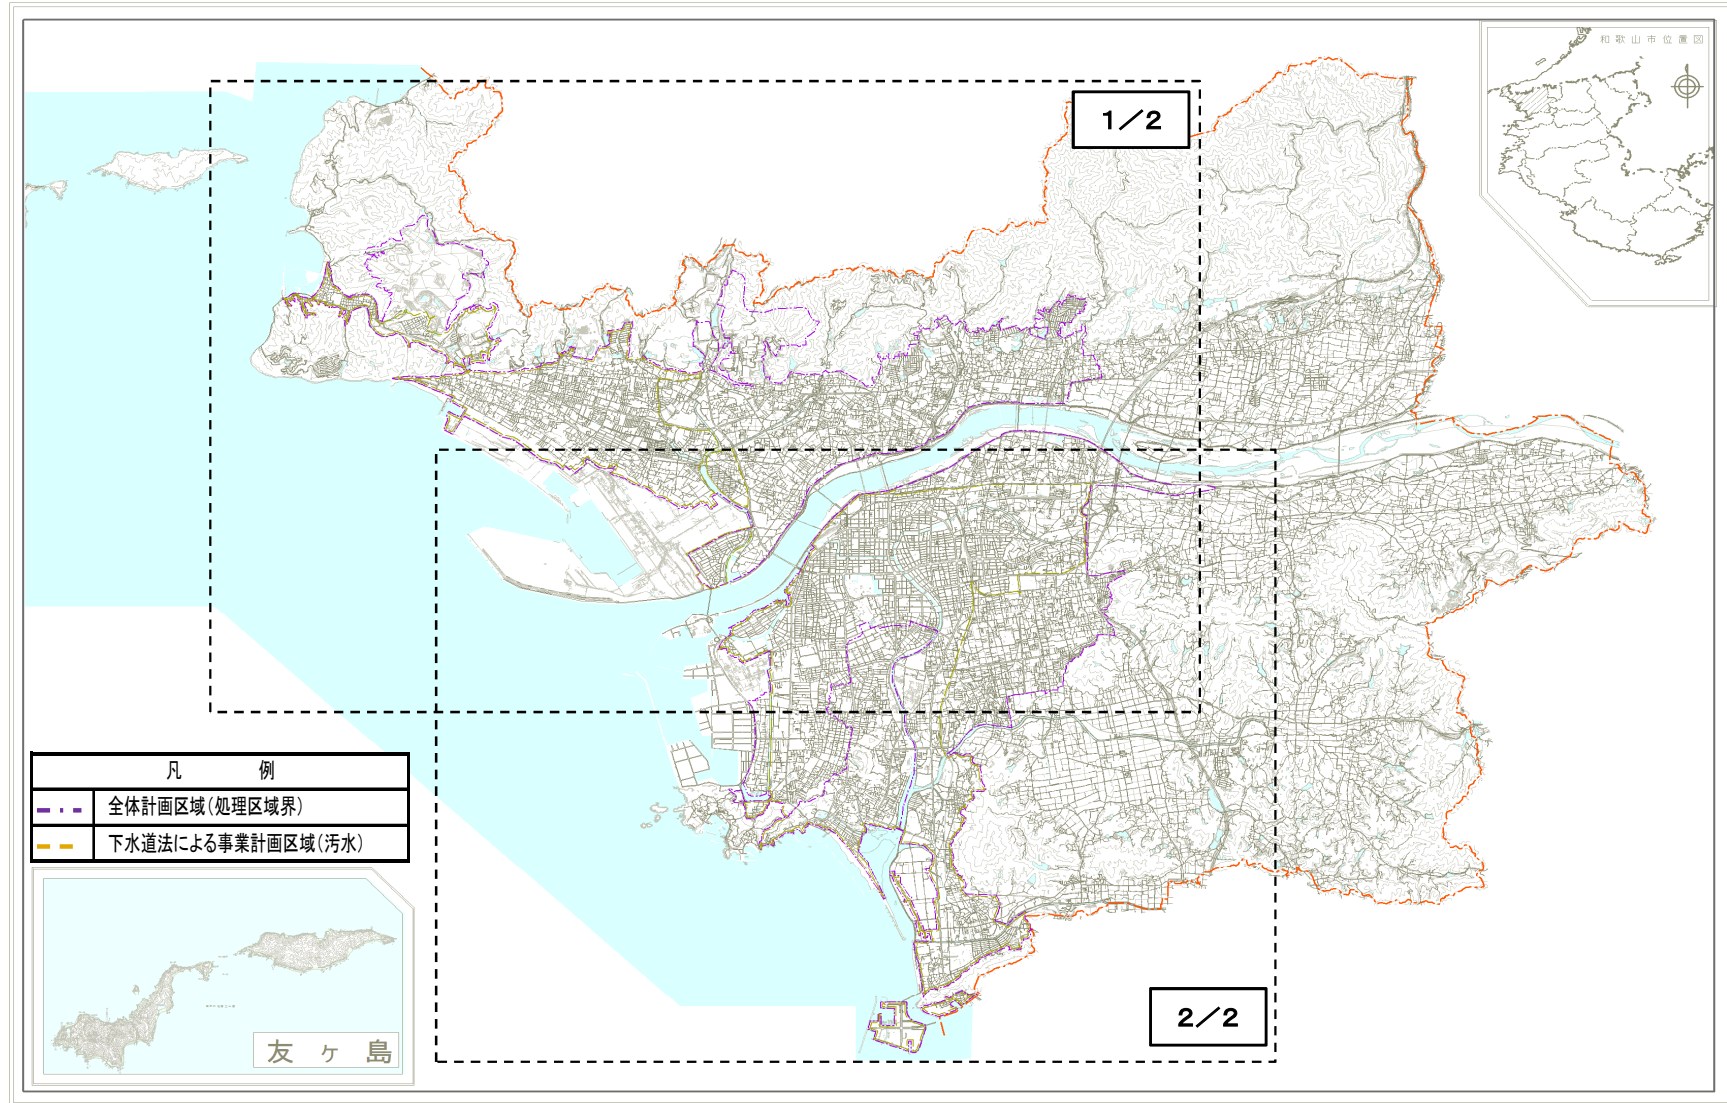 和歌山市位置図
1／2
凡　例
全体計画区域（処理区域界）
下水道法による事業計画区域（汚水）
友ヶ島
2／2